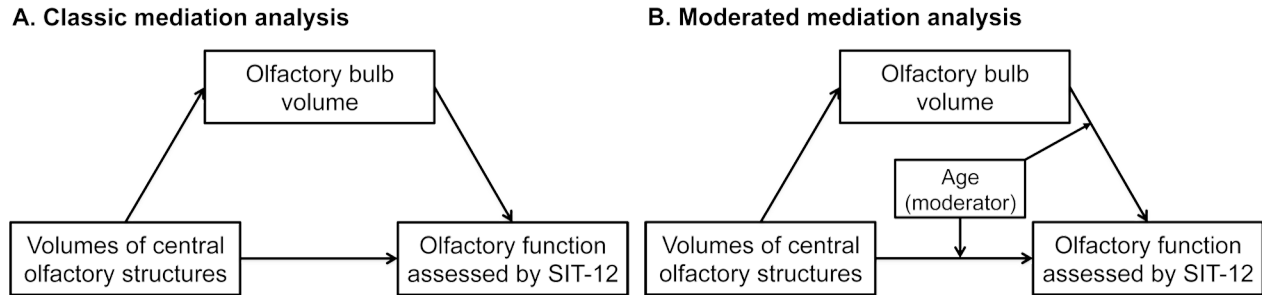 A. Classic mediation analysis
Olfactory bulb
volume
Volumes of central
olfactory structures
Olfactory function
assessed by SIT-12
B. Moderated mediation analysis
Olfactory bulb
volume
Age
(moderator)
Volumes of central
olfactory structures
Olfactory function
assessed by SIT-12